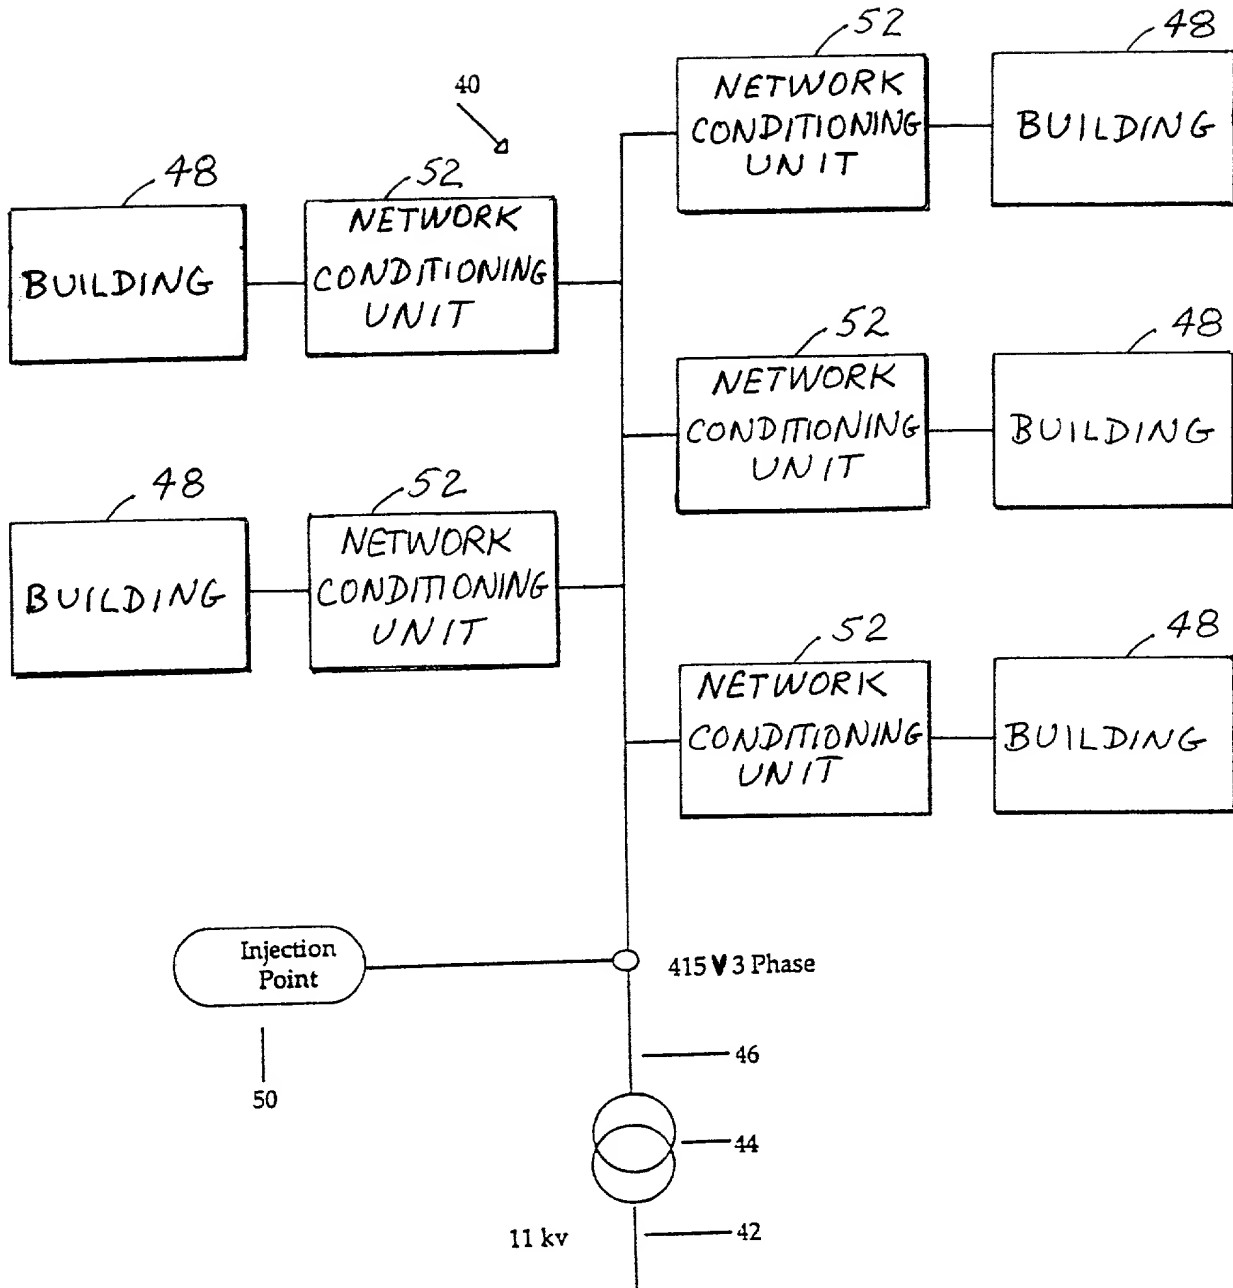 52
48
NETWORK
CONDITIONING
UNIT
BUILDING
40
48
52
BUILDING
NETWORK
CONDITIONING
UNIT
52
48
NETWORK
CONDITIONING
UNIT
BUILDING
48
52
BUILDING
NETWORK
CONDITIONING
UNIT
52
48
NETWORK
CONDITIONING
UNIT
BUILDING
Injection
Point
415 V 3 Phase
46
50
44
11 kv
42